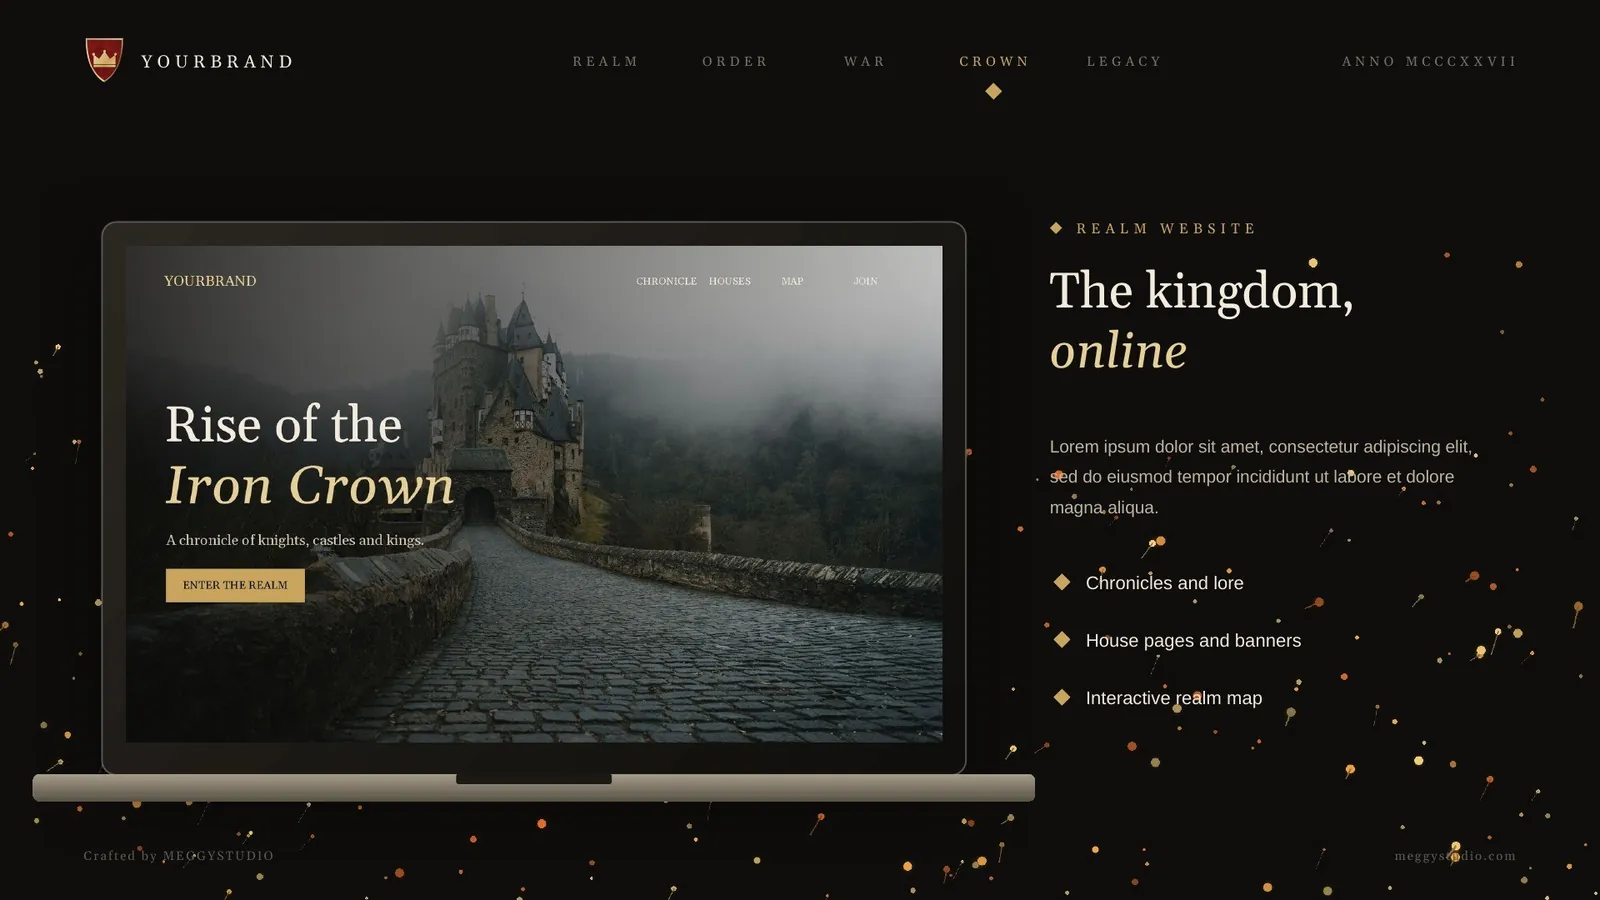 YOURBRAND
REALM
ORDER
WAR
CROWN
LEGACY
ANNO MCCCXXVII
YOURBRAND
CHRONICLE
HOUSES
MAP
JOIN
Rise of the
Iron Crown
A chronicle of knights, castles and kings.
ENTER THE REALM
REALM WEBSITE
The kingdom,
online
Lorem ipsum dolor sit amet, consectetur adipiscing elit,
sed do eiusmod tempor incididunt ut labore et dolore
magna aliqua.
Chronicles and lore
House pages and banners
Interactive realm map
Crafted by MEGGYSTUDIO
meggystudio.com